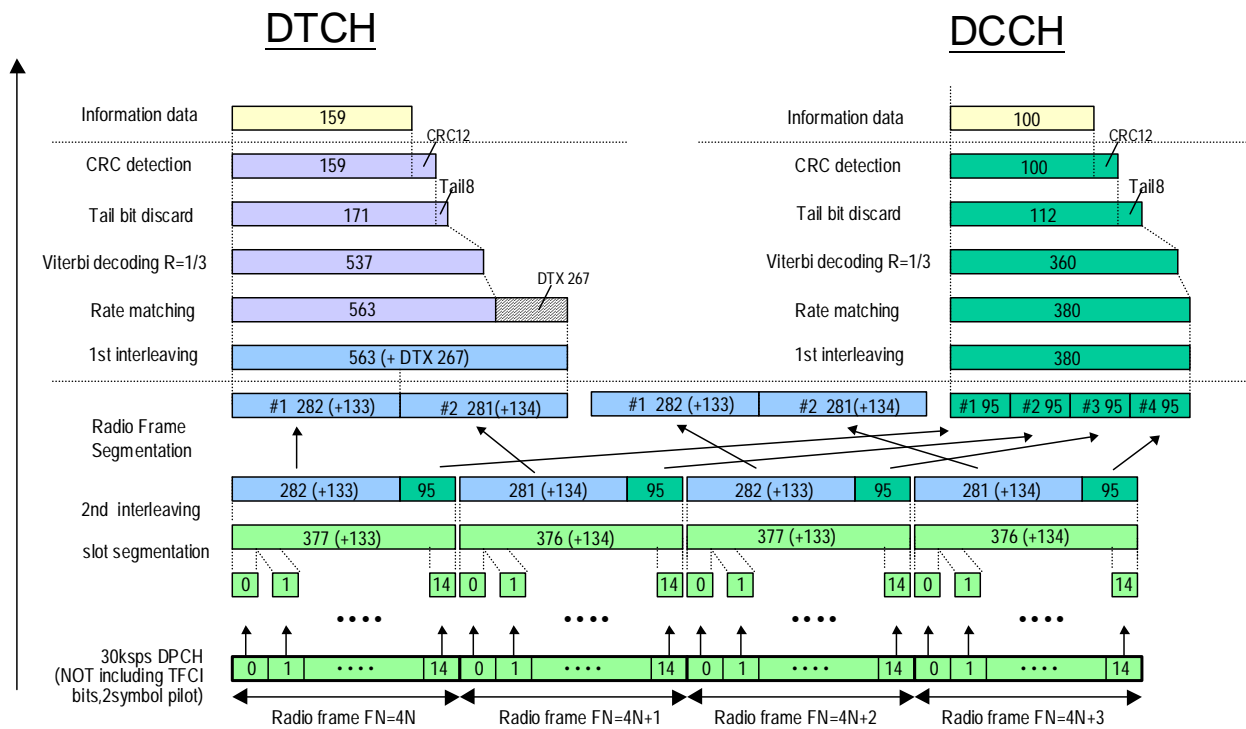 DTCH
DCCH
Information data
159
Information data
100
CRC12
CRC12
CRC detection
159
CRC detection
100
Tail8
Tail8
Tail bit discard
171
Tail bit discard
112
Viterbi decoding R=1/3
537
Viterbi decoding R=1/3
360
DTX 267
Rate matching
563
Rate matching
380
1st interleaving
563 (+ DTX 267)
1st interleaving
380
#1 282 (+133)
#2 281(+134)
#1 282 (+133)
#2 281(+134)
#1 95
#2 95
#3 95
#4 95
Radio Frame
Segmentation
282 (+133)
95
281 (+134)
95
282 (+133)
95
281 (+134)
95
2nd interleaving
377 (+133)
376 (+134)
377 (+133)
376 (+134)
slot segmentation
0
1
14
0
1
14
0
1
14
0
1
14
• • • •
• • • •
• • • •
• • • •
30ksps DPCH
(NOT including TFCI
bits,2symbol pilot)
0
1
• • • •
14
0
1
• • • •
14
0
1
• • • •
14
0
1
• • • •
14
Radio frame FN=4N
Radio frame FN=4N+1
Radio frame FN=4N+2
Radio frame FN=4N+3